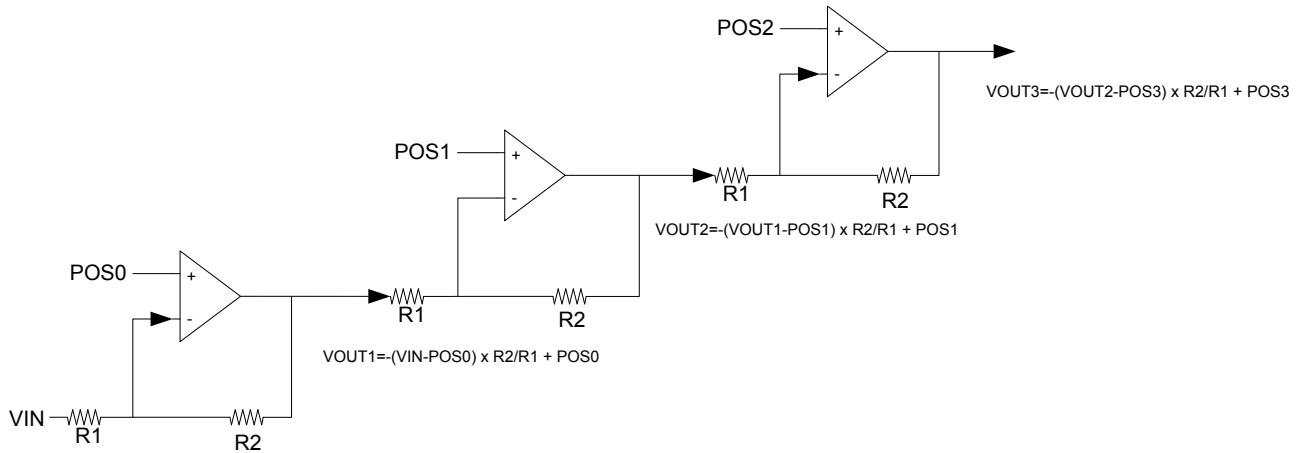 POS2
+
-
VOUT3=-(VOUT2-POS3) x R2/R1 + POS3
R1
R2
POS1
+
-
VOUT2=-(VOUT1-POS1) x R2/R1 + POS1
R1
R2
POS0
+
-
VOUT1=-(VIN-POS0) x R2/R1 + POS0
VIN
R1
R2